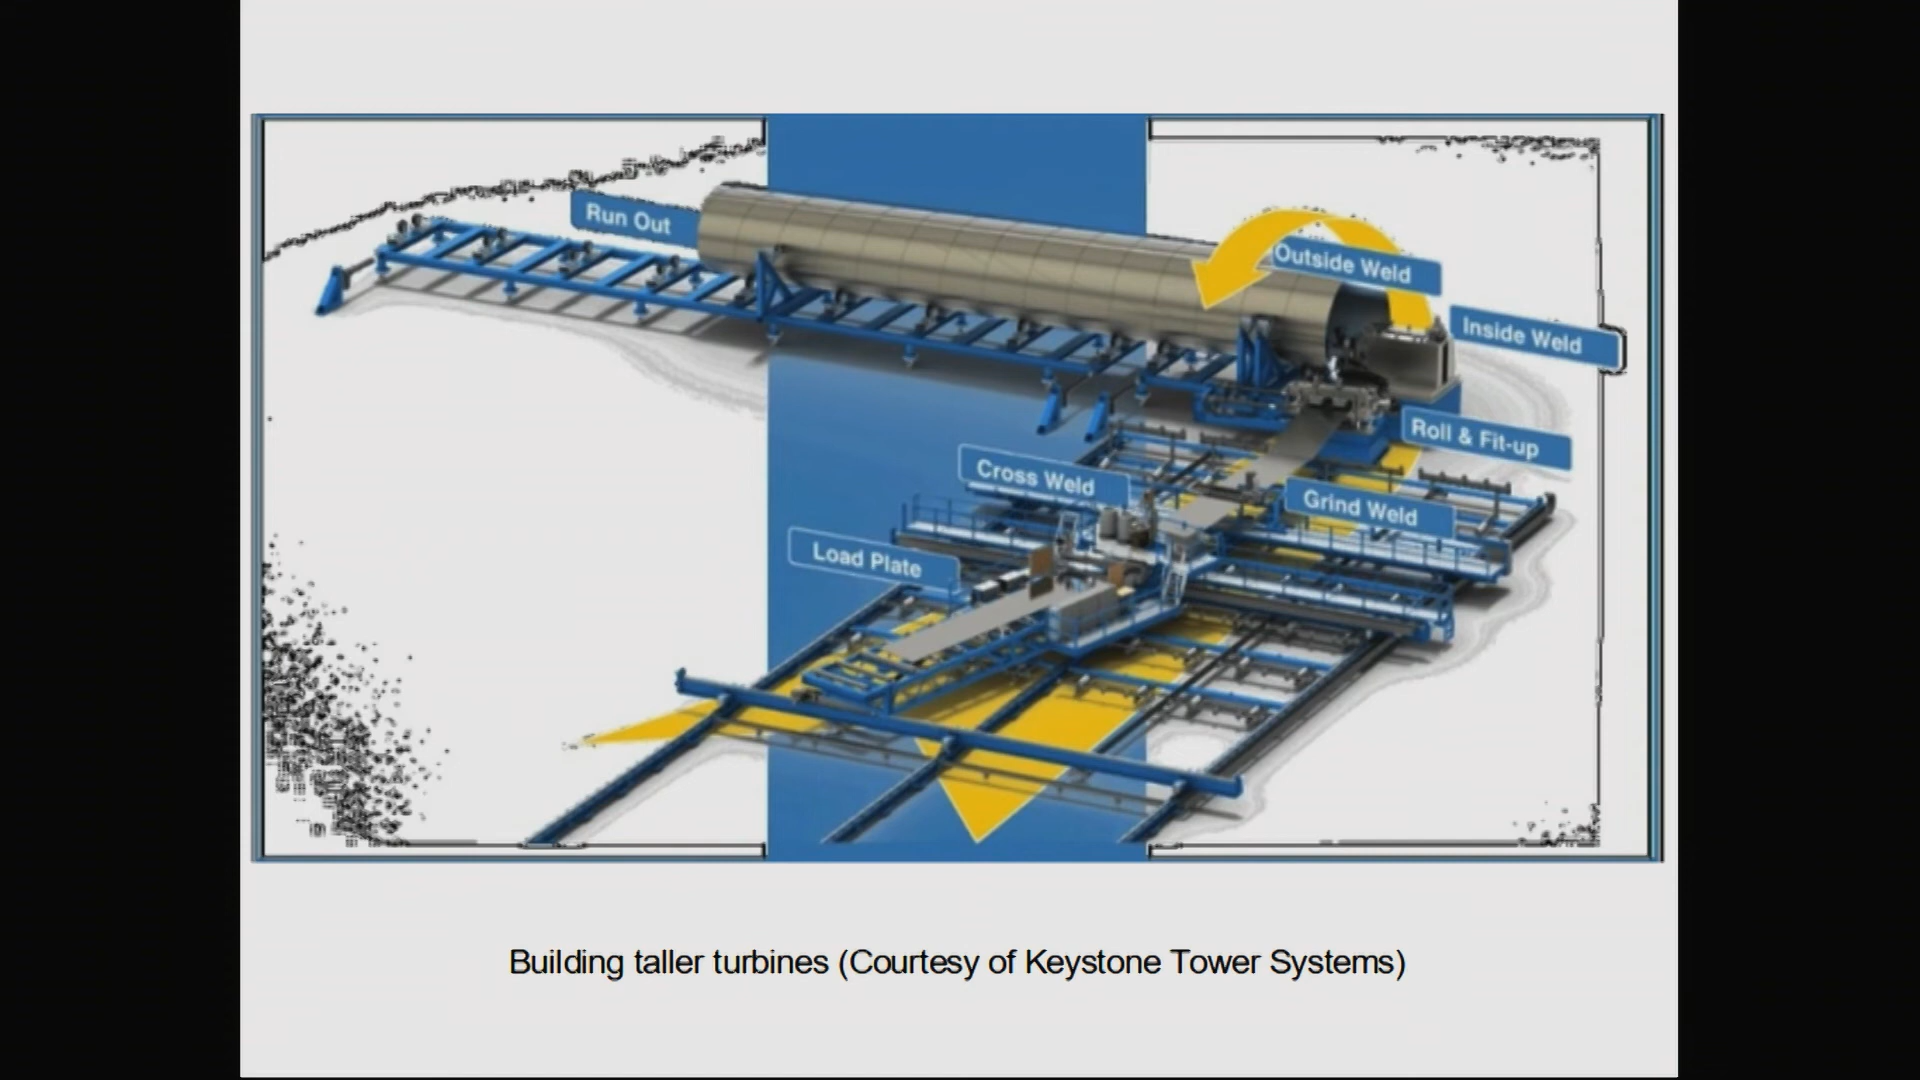 Run Out
Outside Weld
Inside Weld
Roll & Fit-up
Cross Weld
Grind Weld
Load Plate
Building taller turbines (Courtesy of Keystone Tower Systems)